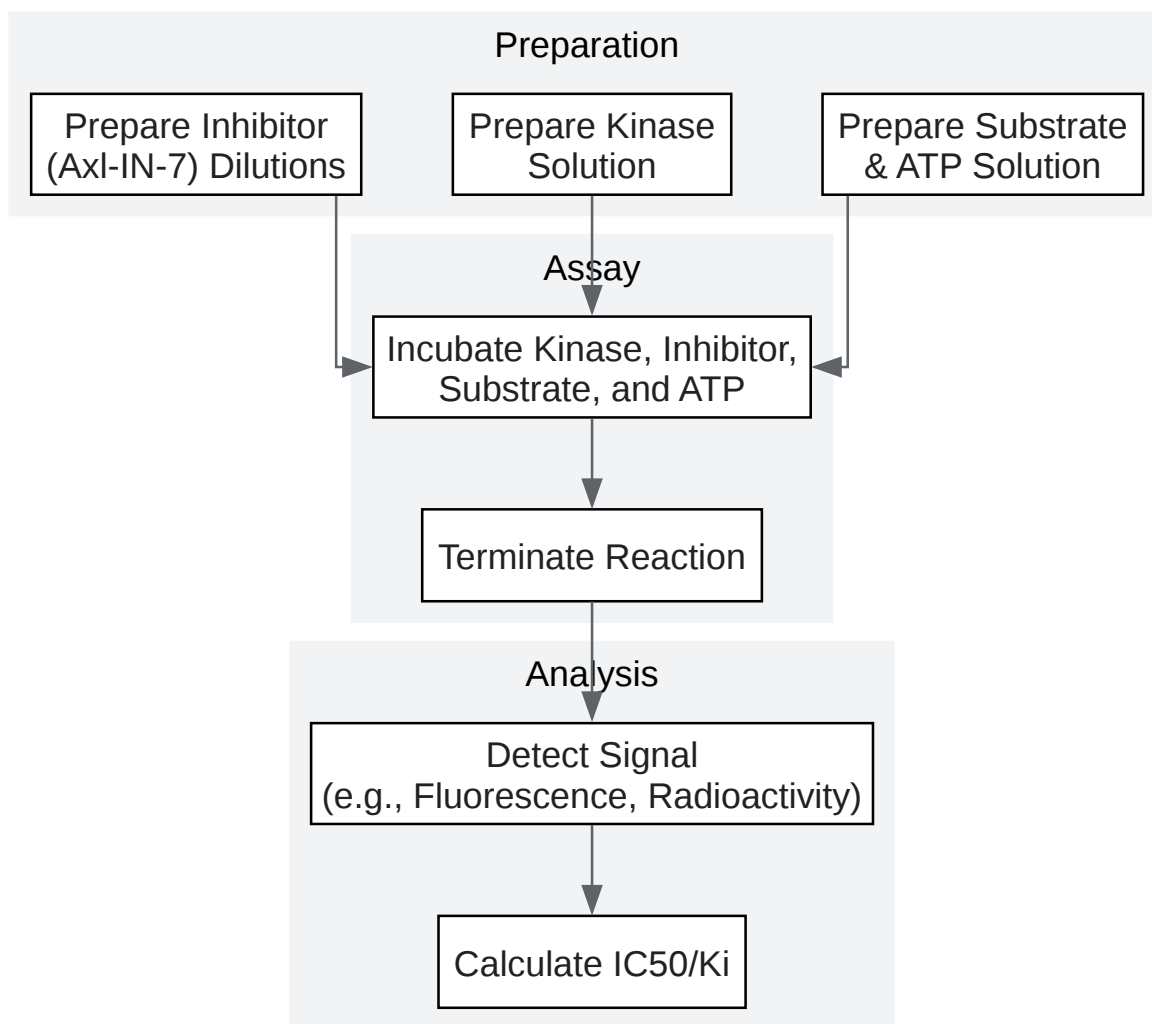 Preparation
Prepare Inhibitor
(Axl-IN-7) Dilutions
Prepare Kinase
Solution
Prepare Substrate
& ATP Solution
Assay
Incubate Kinase, Inhibitor,
Substrate, and ATP
Terminate Reaction
Analysis
Detect Signal
(e.g., Fluorescence, Radioactivity)
Calculate IC50/Ki